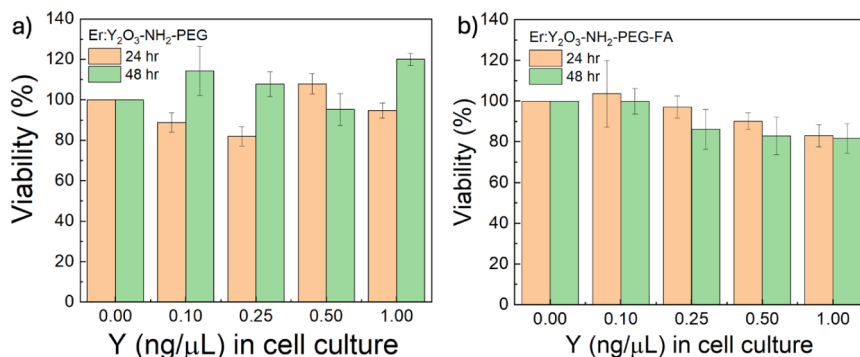 a)
Er:Y₂O₃-NH₂-PEG
24 hr
48 hr
Viability (%)
140
120
100
80
60
40
20
0
0.00 0.10 0.25 0.50 1.00
Y (ng/μL) in cell culture
b)
Er:Y₂O₃-NH₂-PEG-FA
24 hr
48 hr
Viability (%)
140
120
100
80
60
40
20
0
0.00 0.10 0.25 0.50 1.00
Y (ng/μL) in cell culture